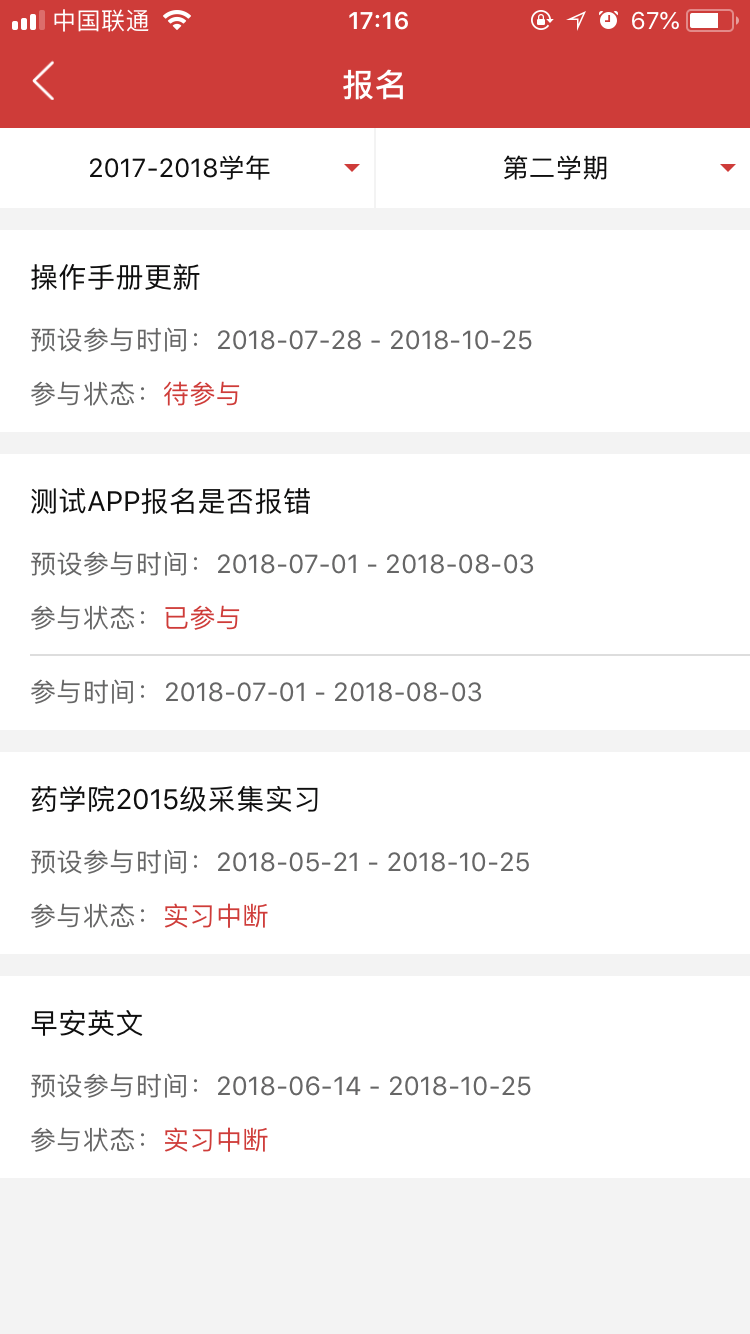 中国联通 17:16 67%
报名
2017-2018学年 第二学期
操作手册更新
预设参与时间：2018-07-28 - 2018-10-25
参与状态：待参与
测试APP报名是否报错
预设参与时间：2018-07-01 - 2018-08-03
参与状态：已参与
参与时间：2018-07-01 - 2018-08-03
药学院2015级采集实习
预设参与时间：2018-05-21 - 2018-10-25
参与状态：实习中断
早安英文
预设参与时间：2018-06-14 - 2018-10-25
参与状态：实习中断